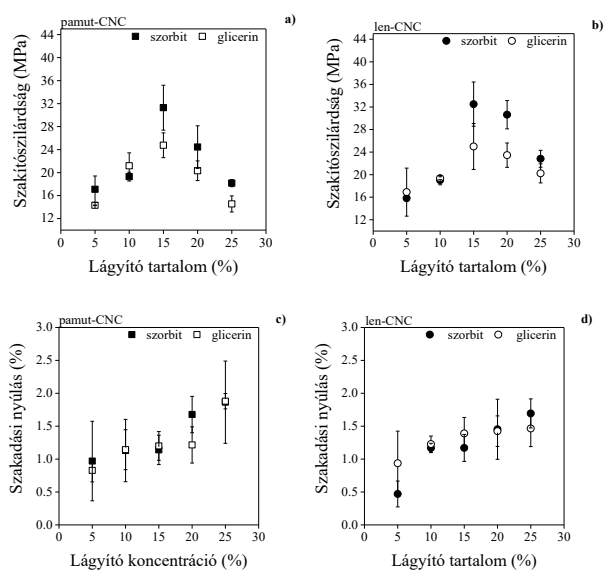 pamut-CNC
a)
szorbit glicerin
Szakítószilárdság (MPa)
44
40
36
32
28
24
20
16
12
0 5 10 15 20 25 30
Lágyító tartalom (%)
len-CNC
b)
szorbit glicerin
Szakítószilárdság (MPa)
44
40
36
32
28
24
20
16
12
0 5 10 15 20 25 30
Lágyító tartalom (%)
pamut-CNC
c)
szorbit glicerin
Szakadási nyúlás (%)
3.0
2.5
2.0
1.5
1.0
0.5
0.0
0 5 10 15 20 25 30
Lágyító koncentráció (%)
len-CNC
d)
szorbit glicerin
Szakadási nyúlás (%)
3.0
2.5
2.0
1.5
1.0
0.5
0.0
0 5 10 15 20 25 30
Lágyító tartalom (%)